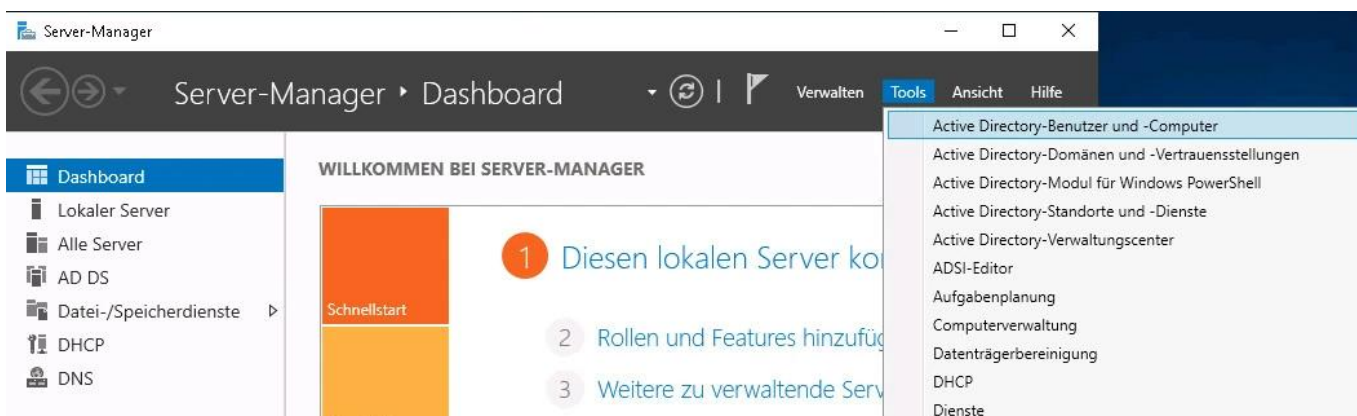 Server-Manager
Server-Manager ‣ Dashboard
Verwalten Tools Ansicht Hilfe
Dashboard
Lokaler Server
Alle Server
AD DS
Datei-/Speicherdienste
DHCP
DNS
WILLKOMMEN BEI SERVER-MANAGER
Schnellstart
1 Diesen lokalen Server
2 Rollen und Features
3 Weitere zu verwaltende
Active Directory-Benutzer und -Computer
Active Directory-Domänen und -Vertrauensstellungen
Active Directory-Modul für Windows PowerShell
Active Directory-Standorte und -Dienste
Active Directory-Verwaltungscenter
ADSI-Editor
Aufgabenplanung
Computerverwaltung
Datenträgerbereinigung
DHCP
Dienste